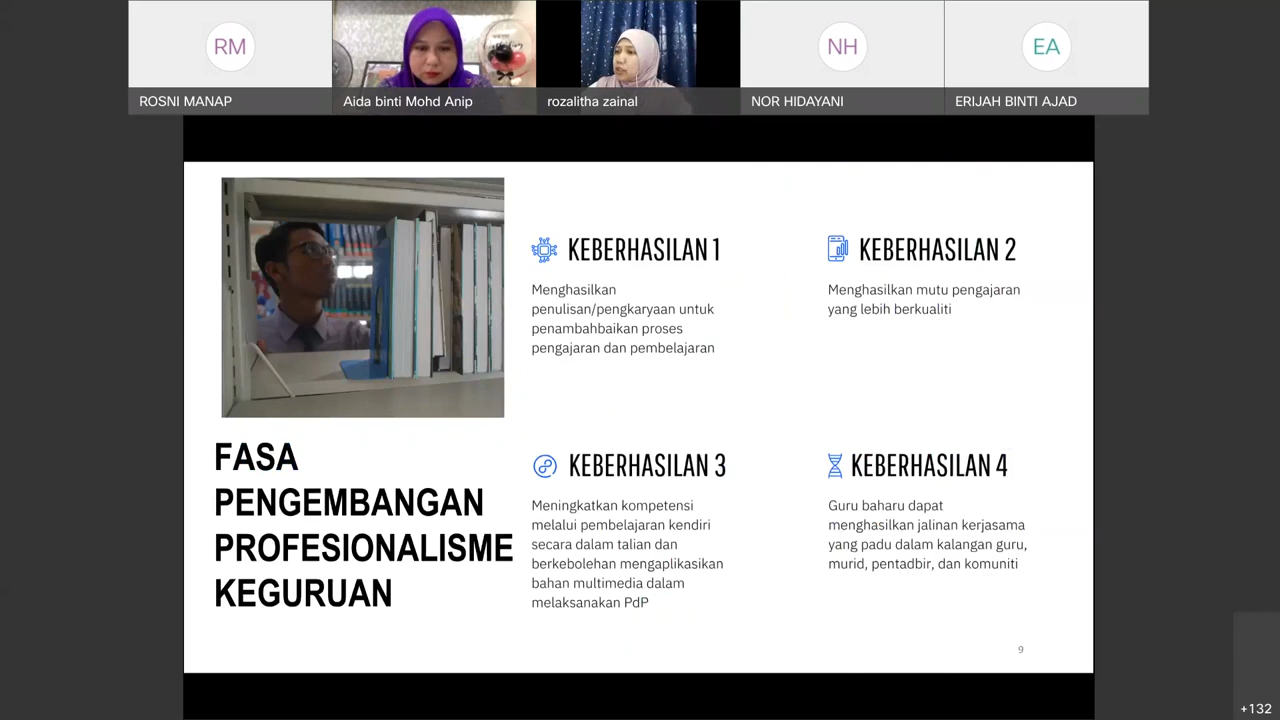 RM
ROSNI MANAP
Aida binti Mohd Anip
rozalitha zainal
NH
NOR HIDAYANI
EA
ERIJAH BINTI AJAD
FASA
PENGEMBANGAN
PROFESIONALISME
KEGURUAN
KEBERHASILAN 1
Menghasilkan
penulisan/pengkaryaan untuk
penambahbaikan proses
pengajaran dan pembelajaran
KEBERHASILAN 2
Menghasilkan mutu pengajaran
yang lebih berkualiti
KEBERHASILAN 3
Meningkatkan kompetensi
melalui pembelajaran kendiri
secara dalam talian dan
berkebolehan mengaplikasikan
bahan multimedia dalam
melaksanakan PdP
KEBERHASILAN 4
Guru baharu dapat
menghasilkan jalinan kerjasama
yang padu dalam kalangan guru,
murid, pentadbir, dan komuniti
9
+132